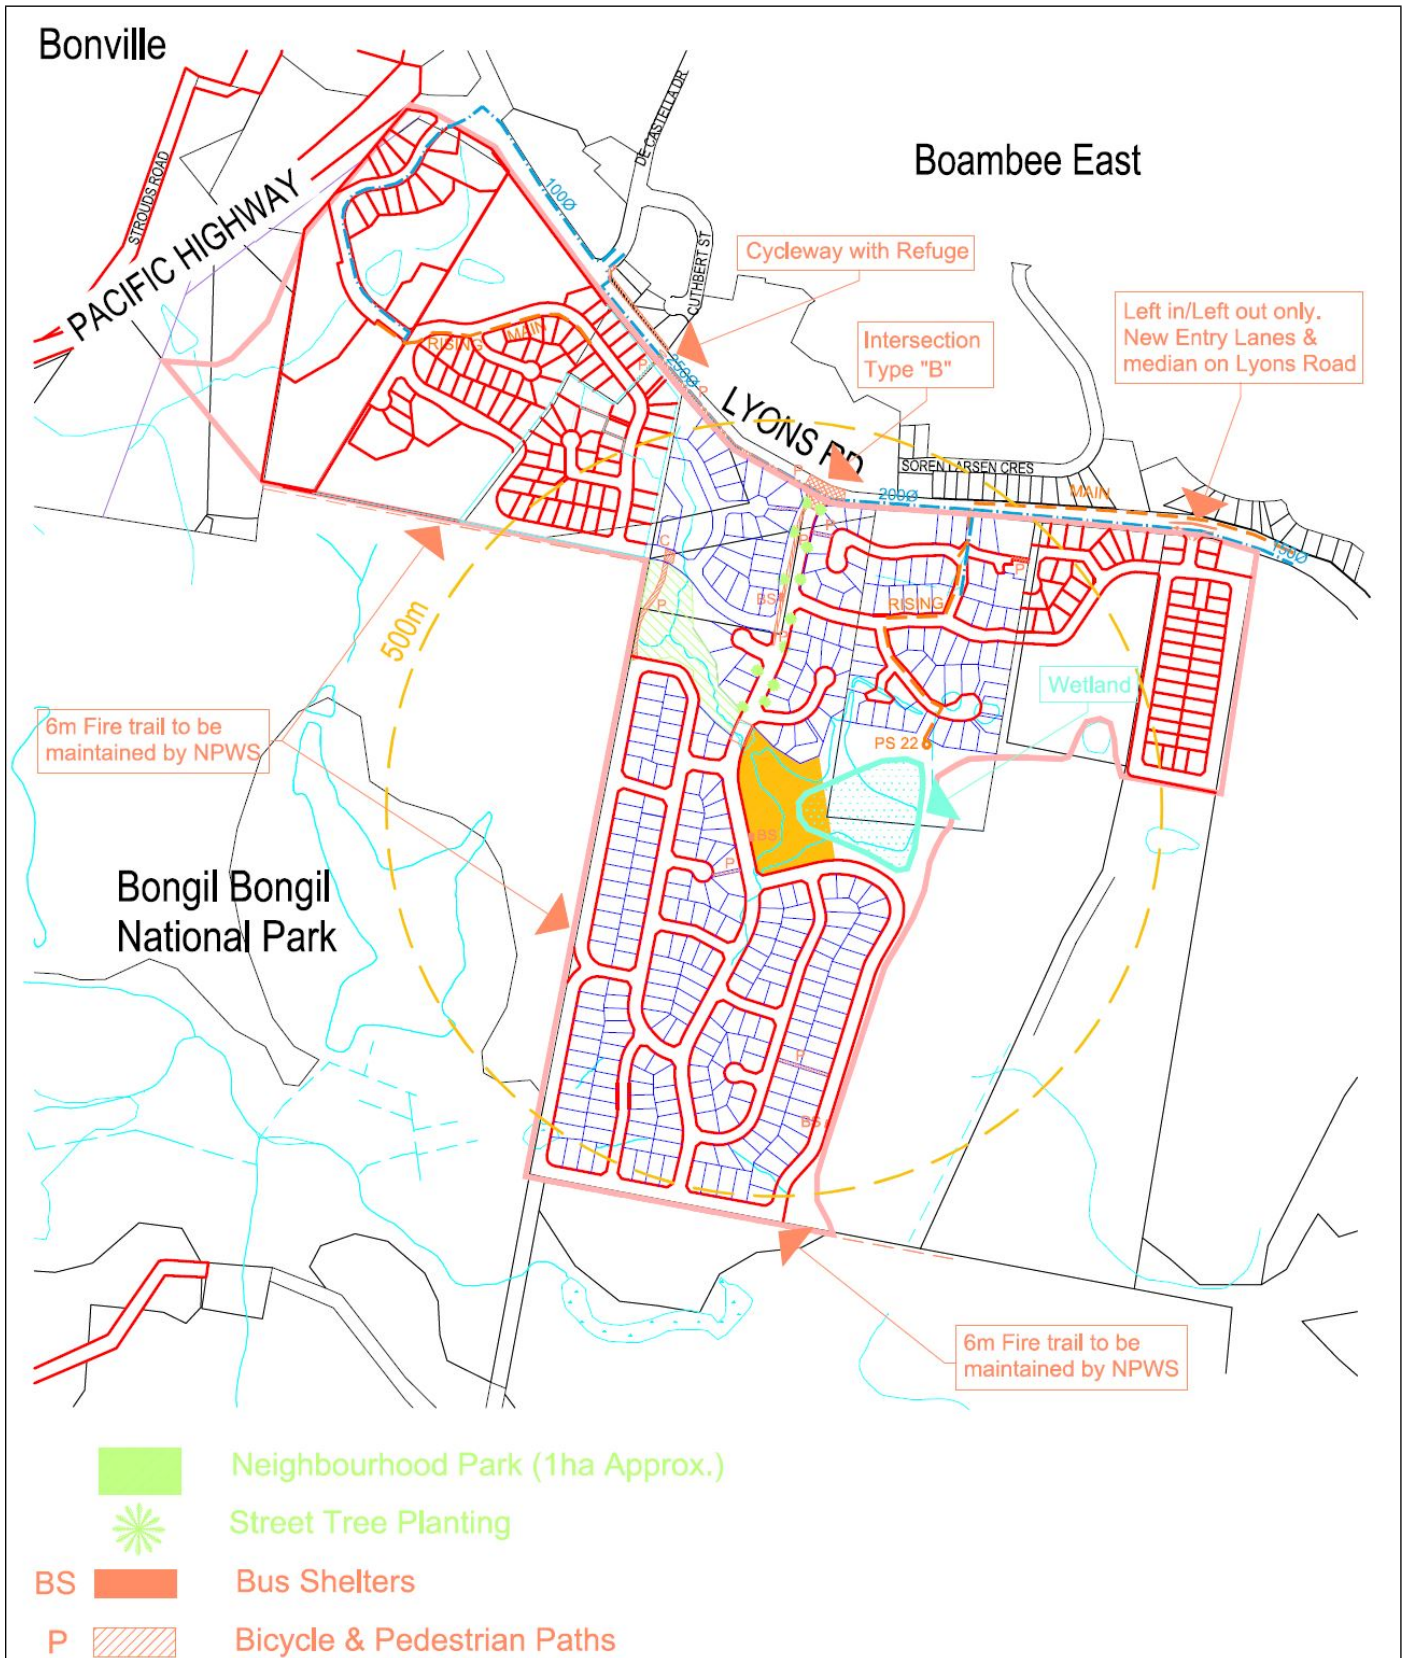 Bonville
STROUDS ROAD
PACIFIC HIGHWAY
DE CASTELLA DR
CUTHBERT ST
Boambee East
100Ø
Cycleway with Refuge
Intersection
Type "B"
Left in/Left out only.
New Entry Lanes &
median on Lyons Road
RISING
MAIN
P
250Ø
P
LYONS RD
SOREN LARSEN CRES
P
200Ø
MAIN
150Ø
P
P
C
P
P
BS
RISING
P
500m
Wetland
6m Fire trail to be
maintained by NPWS
PS 22
BS
P
Bongil Bongil
National Park
P
BS
6m Fire trail to be
maintained by NPWS
Neighbourhood Park (1ha Approx.)
Street Tree Planting
BS Bus Shelters
P Bicycle & Pedestrian Paths